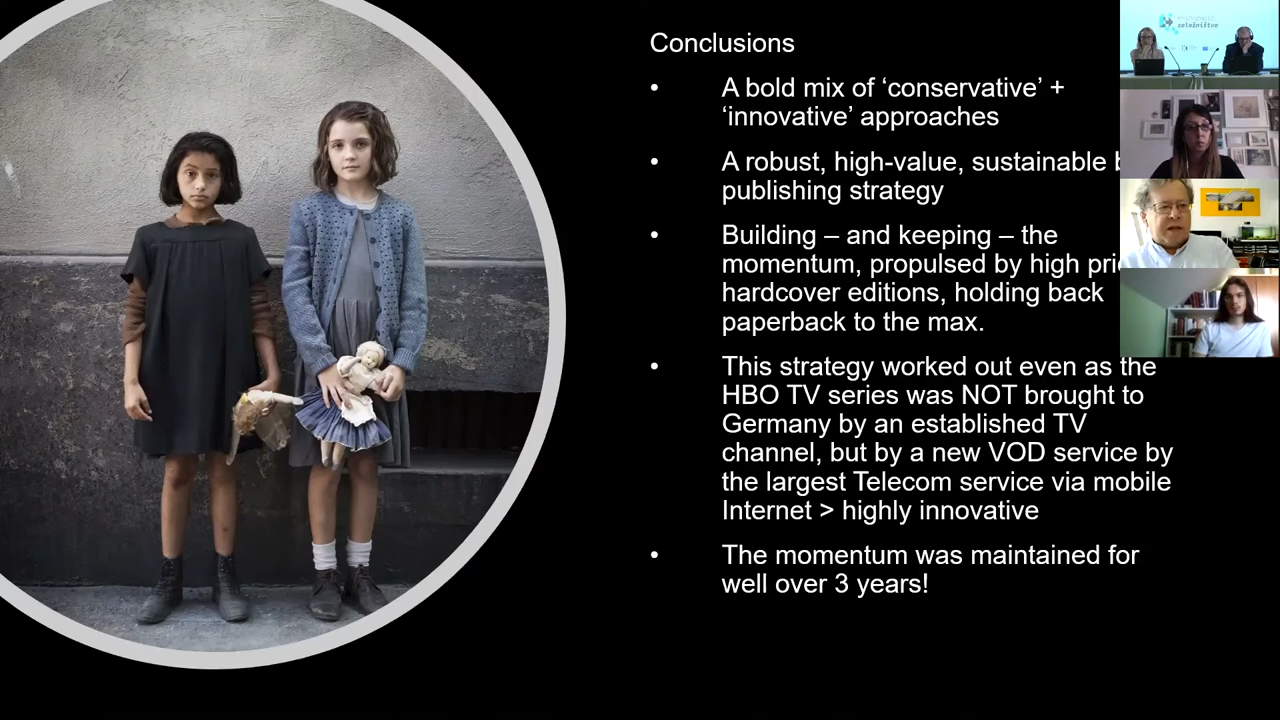 Conclusions
• A bold mix of ‘conservative’ +
‘innovative’ approaches
• A robust, high-value, sustainable
publishing strategy
• Building – and keeping – the
momentum, propulsed by high
hardcover editions, holding back
paperback to the max.
• This strategy worked out even as the
HBO TV series was NOT brought to
Germany by an established TV
channel, but by a new VOD service by
the largest Telecom service via mobile
Internet > highly innovative
• The momentum was maintained for
well over 3 years!